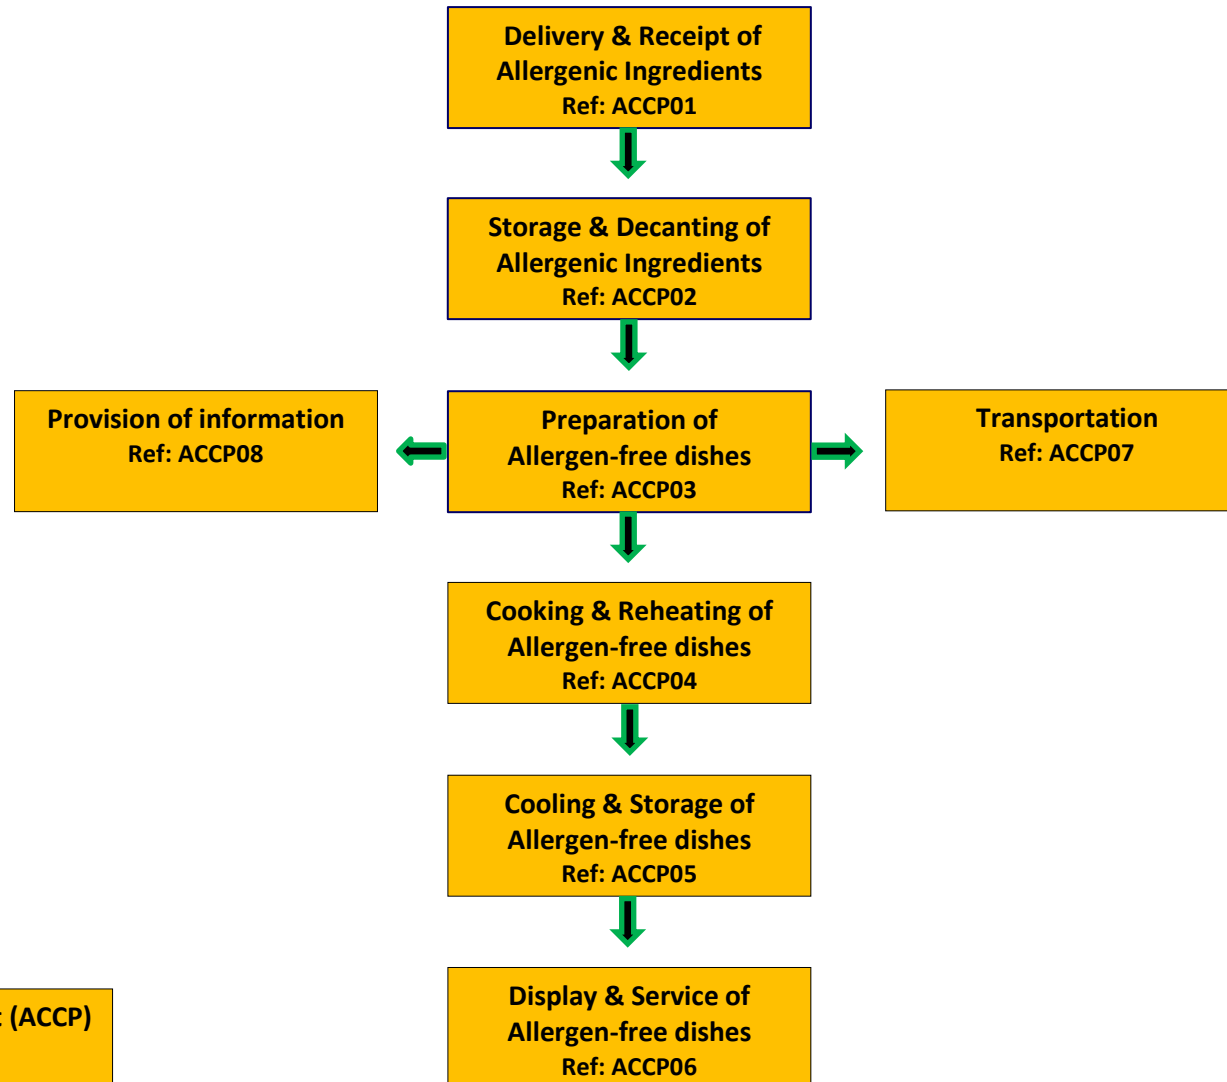 Delivery & Receipt of
Allergenic Ingredients
Ref: ACCP01
Storage & Decanting of
Allergenic Ingredients
Ref: ACCP02
Provision of information
Ref: ACCP08
Preparation of
Allergen-free dishes
Ref: ACCP03
Transportation
Ref: ACCP07
Cooking & Reheating of
Allergen-free dishes
Ref: ACCP04
Cooling & Storage of
Allergen-free dishes
Ref: ACCP05
Display & Service of
Allergen-free dishes
Ref: ACCP06
(ACCP)